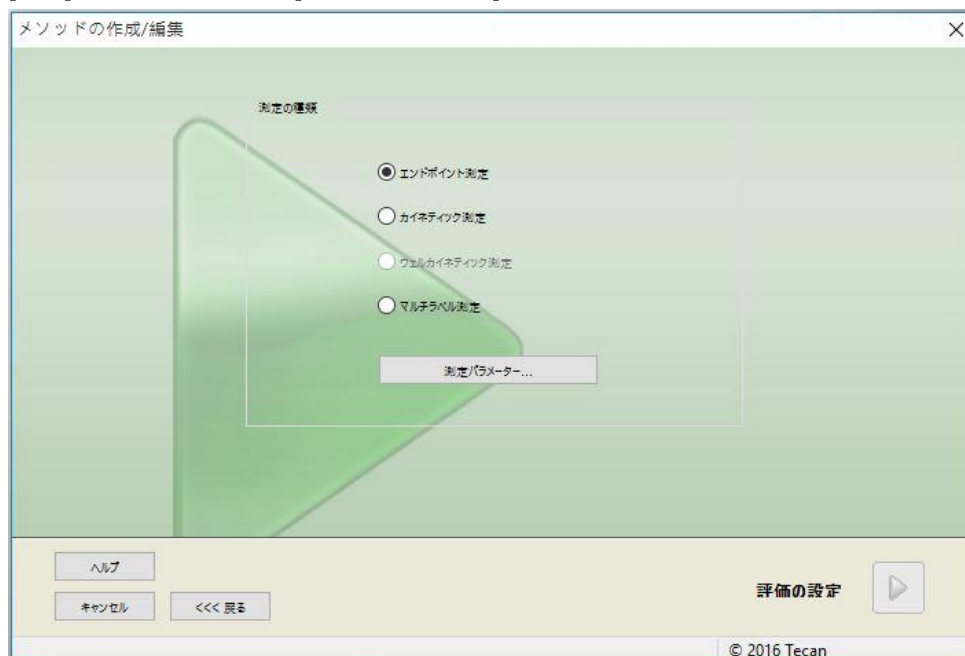 メソッドの作成/編集
測定の種類
エンドポイント測定
カイネティック測定
ウェルカイネティック測定
マルチラベル測定
測定パラメーター...
ヘルプ
キャンセル
<<< 戻る
評価の設定
© 2016 Tecan